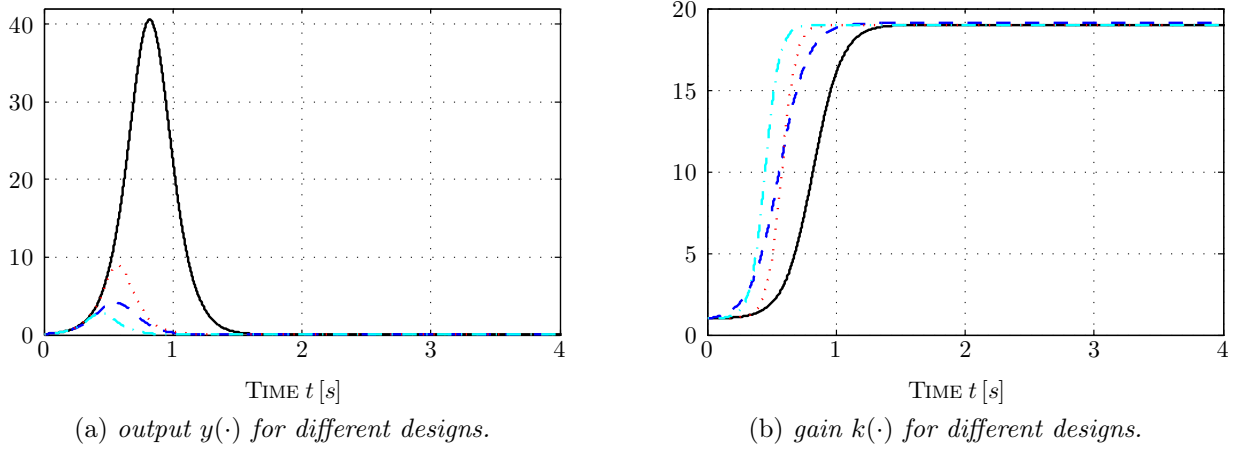 40
30
20
10
0
0 1 2 3 4
TIME t [s]
(a) output y(·) for different designs.
20
15
10
5
0
0 1 2 3 4
TIME t [s]
(b) gain k(·) for different designs.